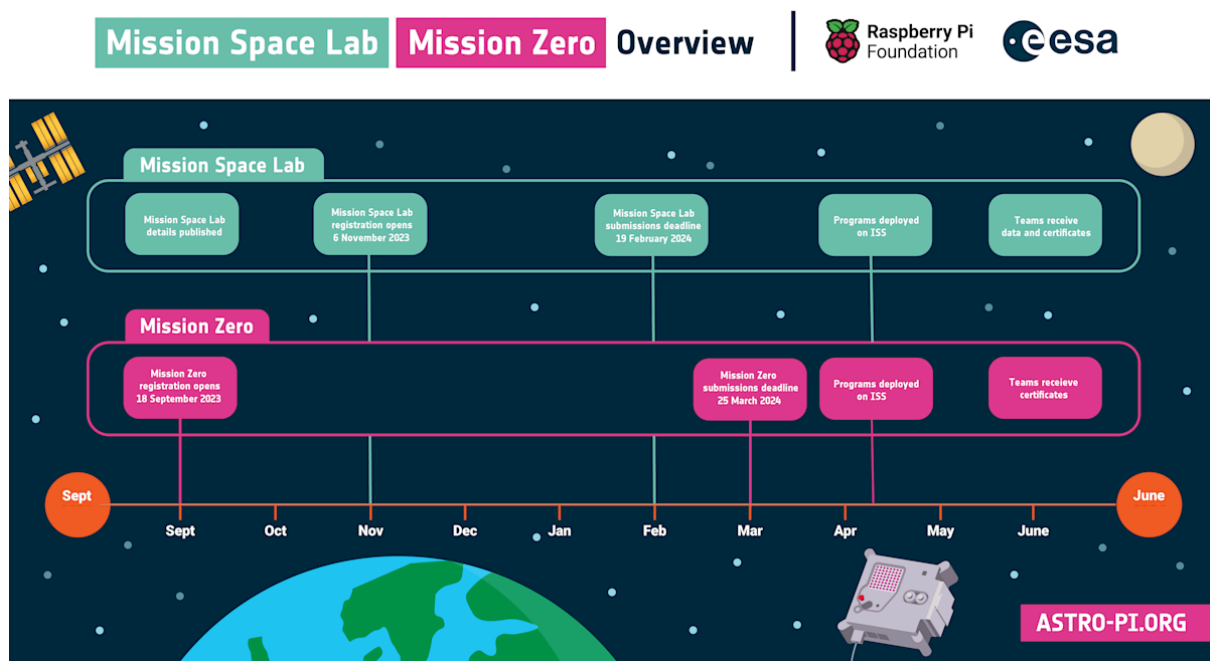 Mission Space Lab Mission Zero Overview
Raspberry Pi
Foundation
esa
Mission Space Lab
Mission Space Lab
details published
Mission Space Lab
registration opens
6 November 2023
Mission Space Lab
submissions deadline
19 February 2024
Programs deployed
on ISS
Teams receive
data and certificates
Mission Zero
Mission Zero
registration opens
18 September 2023
Mission Zero
submissions deadline
25 March 2024
Programs deployed
on ISS
Teams receieve
certificates
Sept
June
Sept Oct Nov Dec Jan Feb Mar Apr May June
ASTRO-PI.ORG